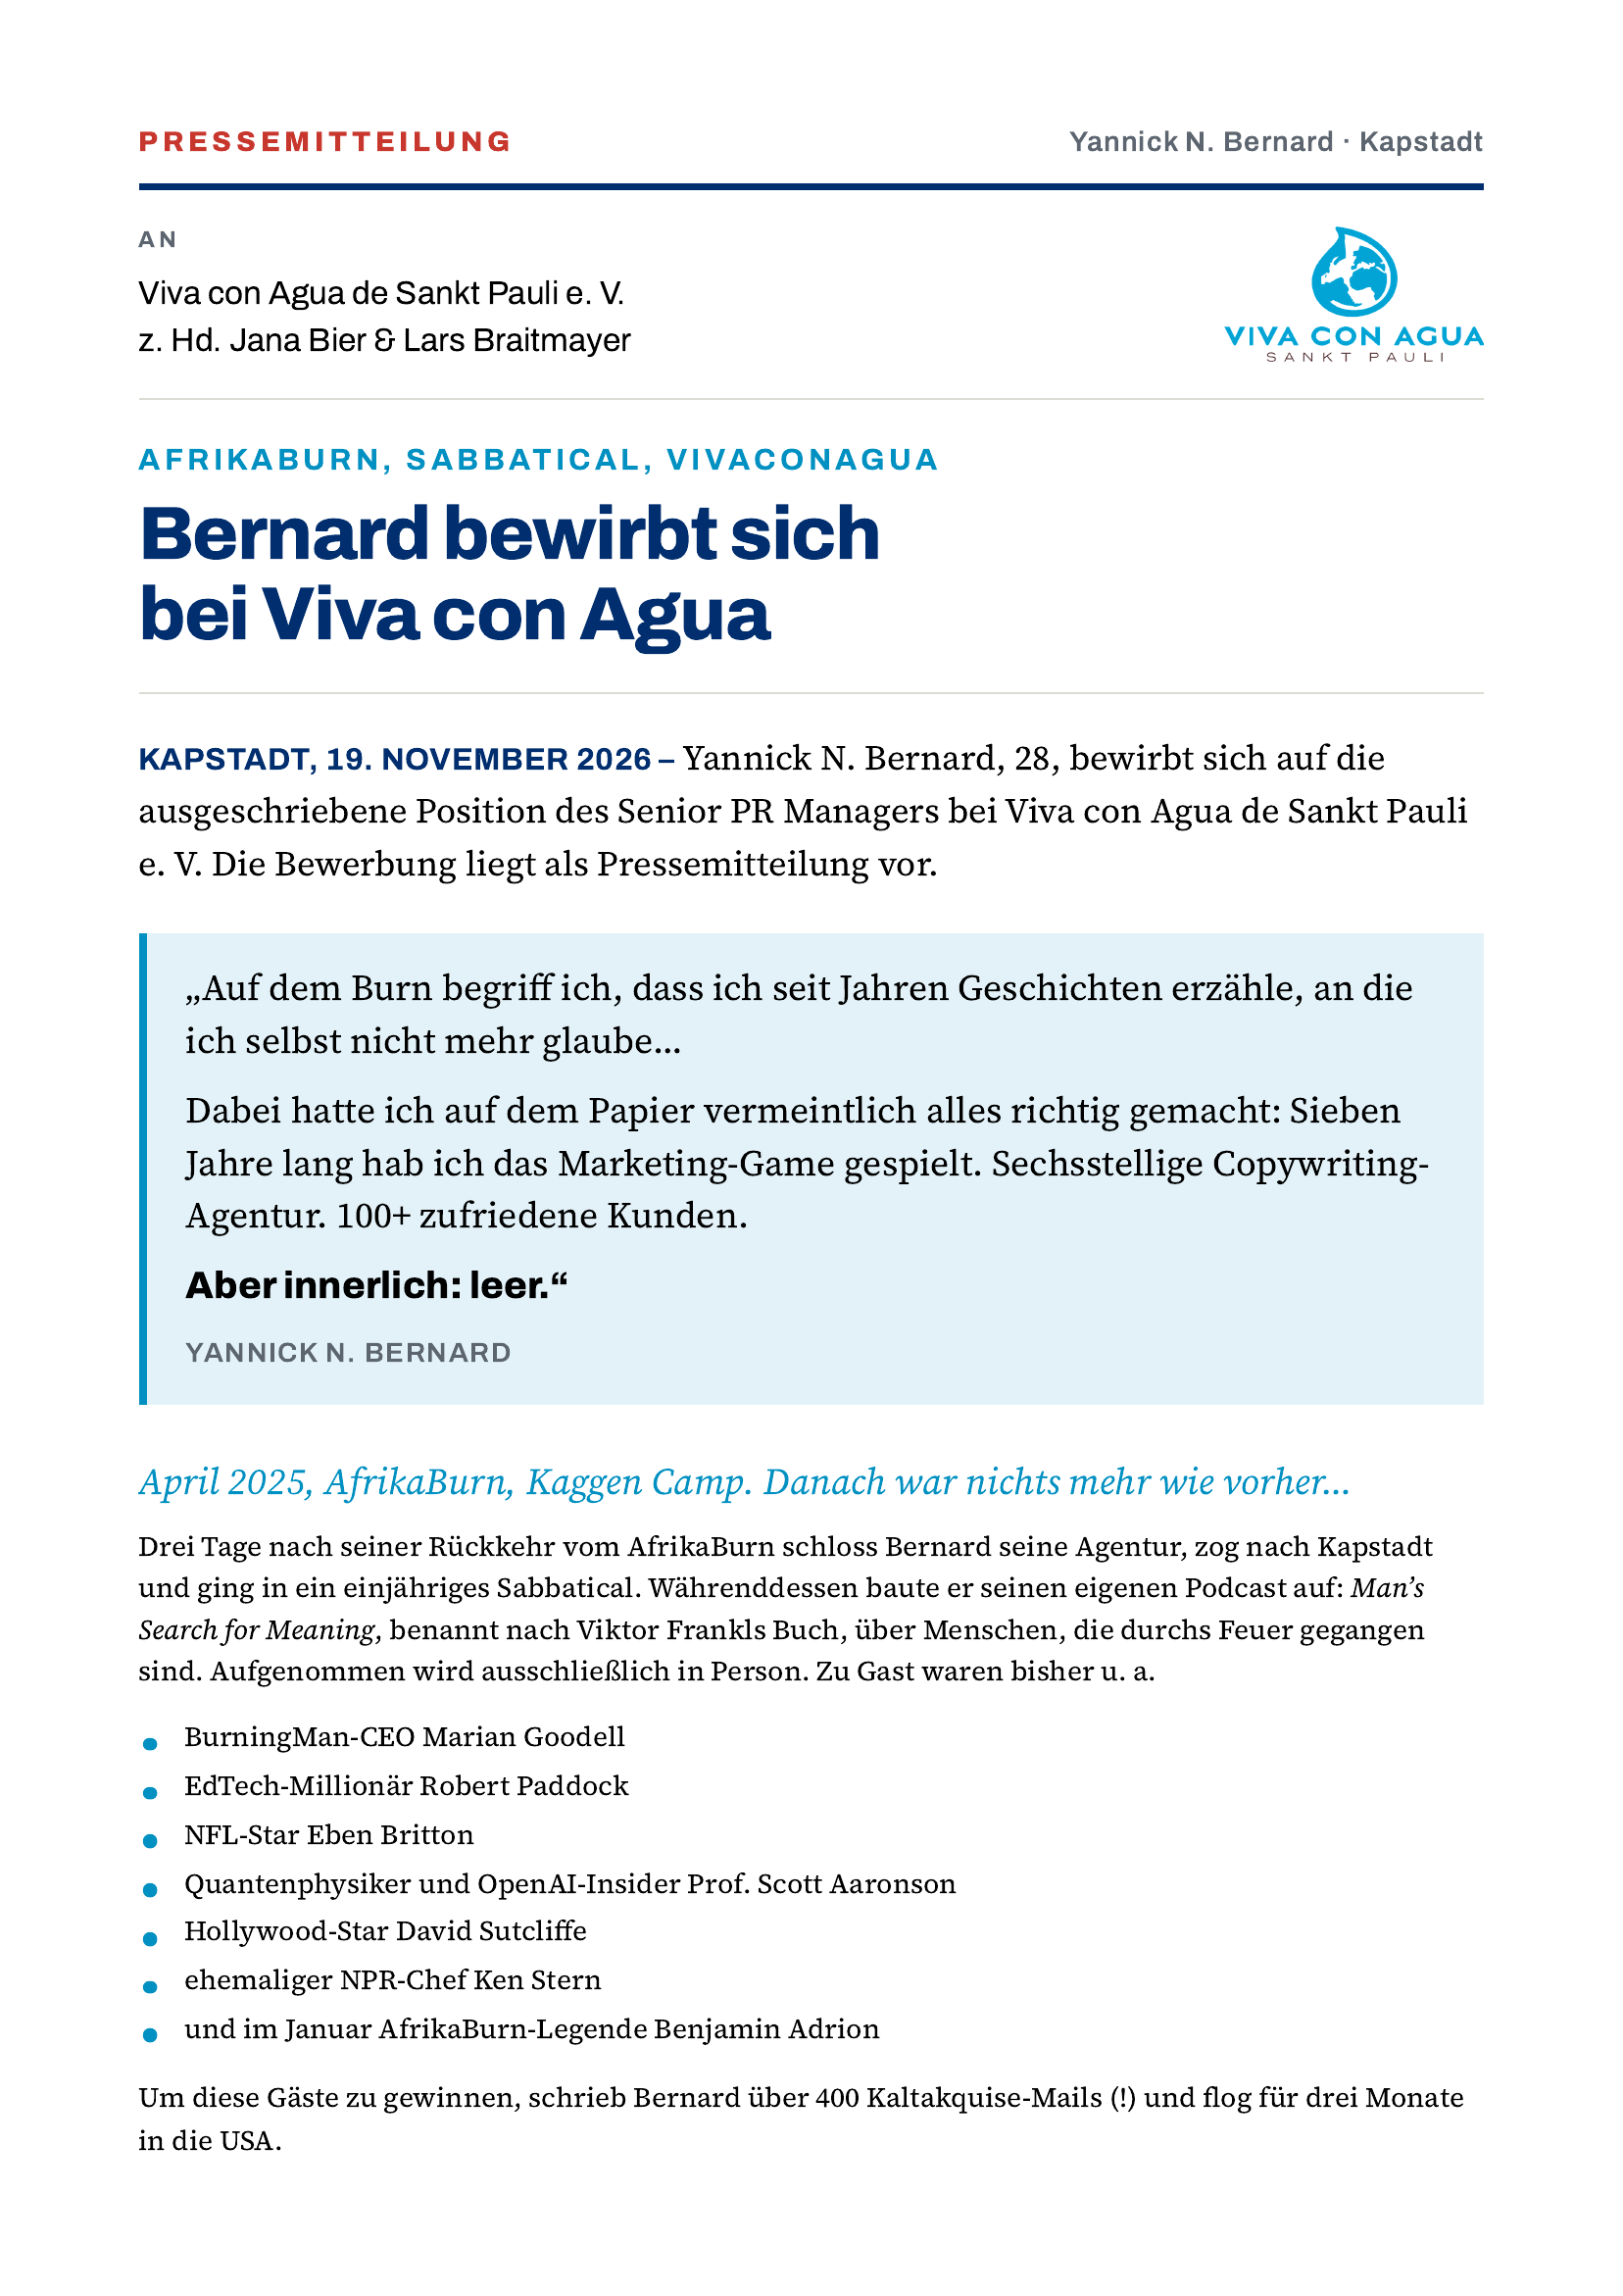 PRESSEMITTEILUNG
Yannick N. Bernard · Kapstadt
AN
Viva con Agua de Sankt Pauli e. V.
z. Hd. Jana Bier & Lars Braitmayer
VIVA CON AGUA
SANKT PAULI
AFRIKABURN, SABBATICAL, VIVACONAGUA
Bernard bewirbt sich
bei Viva con Agua
KAPSTADT, 19. NOVEMBER 2026 – Yannick N. Bernard, 28, bewirbt sich auf die
ausgeschriebene Position des Senior PR Managers bei Viva con Agua de Sankt Pauli
e. V. Die Bewerbung liegt als Pressemitteilung vor.
„Auf dem Burn begriff ich, dass ich seit Jahren Geschichten erzähle, an die
ich selbst nicht mehr glaube…
Dabei hatte ich auf dem Papier vermeintlich alles richtig gemacht: Sieben
Jahre lang hab ich das Marketing-Game gespielt. Sechsstellige Copywriting-
Agentur. 100+ zufriedene Kunden.
Aber innerlich: leer.“
YANNICK N. BERNARD
April 2025, AfrikaBurn, Kaggen Camp. Danach war nichts mehr wie vorher…
Drei Tage nach seiner Rückkehr vom AfrikaBurn schloss Bernard seine Agentur, zog nach Kapstadt
und ging in ein einjähriges Sabbatical. Währenddessen baute er seinen eigenen Podcast auf: Man’s
Search for Meaning, benannt nach Viktor Frankls Buch, über Menschen, die durchs Feuer gegangen
sind. Aufgenommen wird ausschließlich in Person. Zu Gast waren bisher u. a.
● BurningMan-CEO Marian Goodell
● EdTech-Millionär Robert Paddock
● NFL-Star Eben Britton
● Quantenphysiker und OpenAI-Insider Prof. Scott Aaronson
● Hollywood-Star David Sutcliffe
● ehemaliger NPR-Chef Ken Stern
● und im Januar AfrikaBurn-Legende Benjamin Adrion
Um diese Gäste zu gewinnen, schrieb Bernard über 400 Kaltakquise-Mails (!) und flog für drei Monate
in die USA.